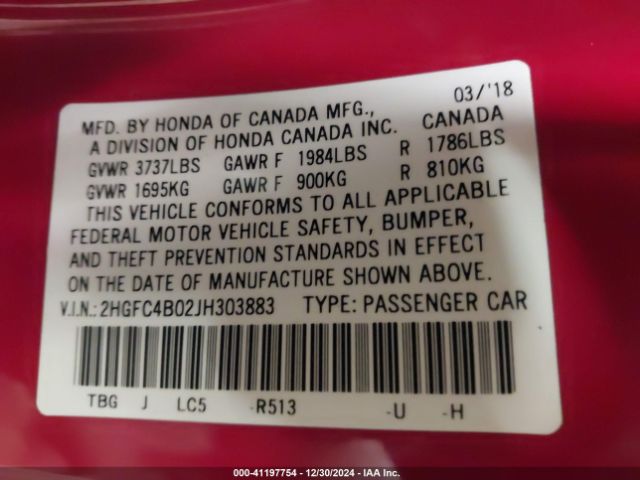 03/'18
MFD. BY HONDA OF CANADA MFG., CANADA
A DIVISION OF HONDA CANADA INC.
GVWR 3737LBS GAWR F 1984LBS R 1786LBS
GVWR 1695KG GAWR F 900KG R 810KG
THIS VEHICLE CONFORMS TO ALL APPLICABLE
FEDERAL MOTOR VEHICLE SAFETY, BUMPER,
AND THEFT PREVENTION STANDARDS IN EFFECT
ON THE DATE OF MANUFACTURE SHOWN ABOVE.
V.I.N.: 2HGFC4B02JH303883 TYPE: PASSENGER CAR
TBG J LC5 -R513 -U -H
000-41197754 - 12/30/2024 - IAA Inc.